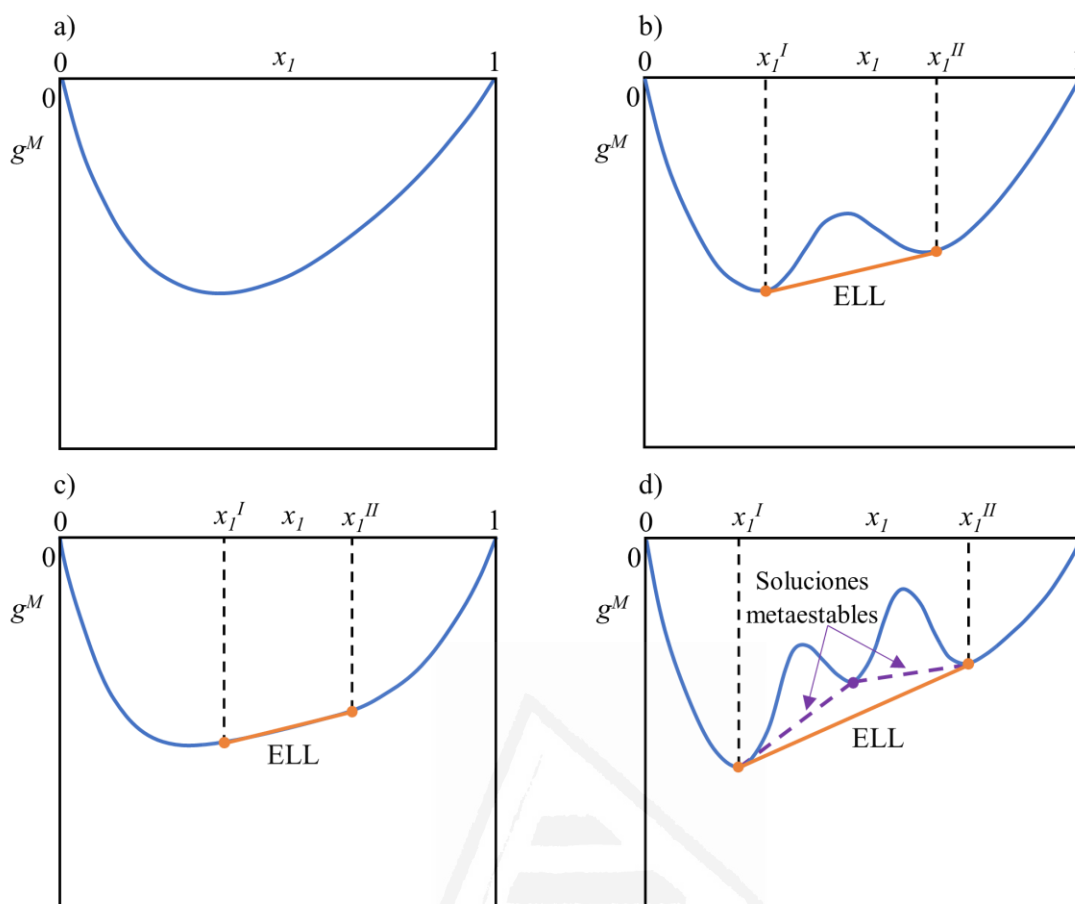 a)
0 x₁ 1
0
gᴹ
ELL
b)
0 x₁ᴵ x₁ x₁ᴵᴵ
0
gᴹ
ELL
c)
0 x₁ᴵ x₁ x₁ᴵᴵ 1
0
gᴹ
ELL
d)
0 x₁ᴵ x₁ x₁ᴵᴵ
0
gᴹ
Soluciones
metaestables
ELL